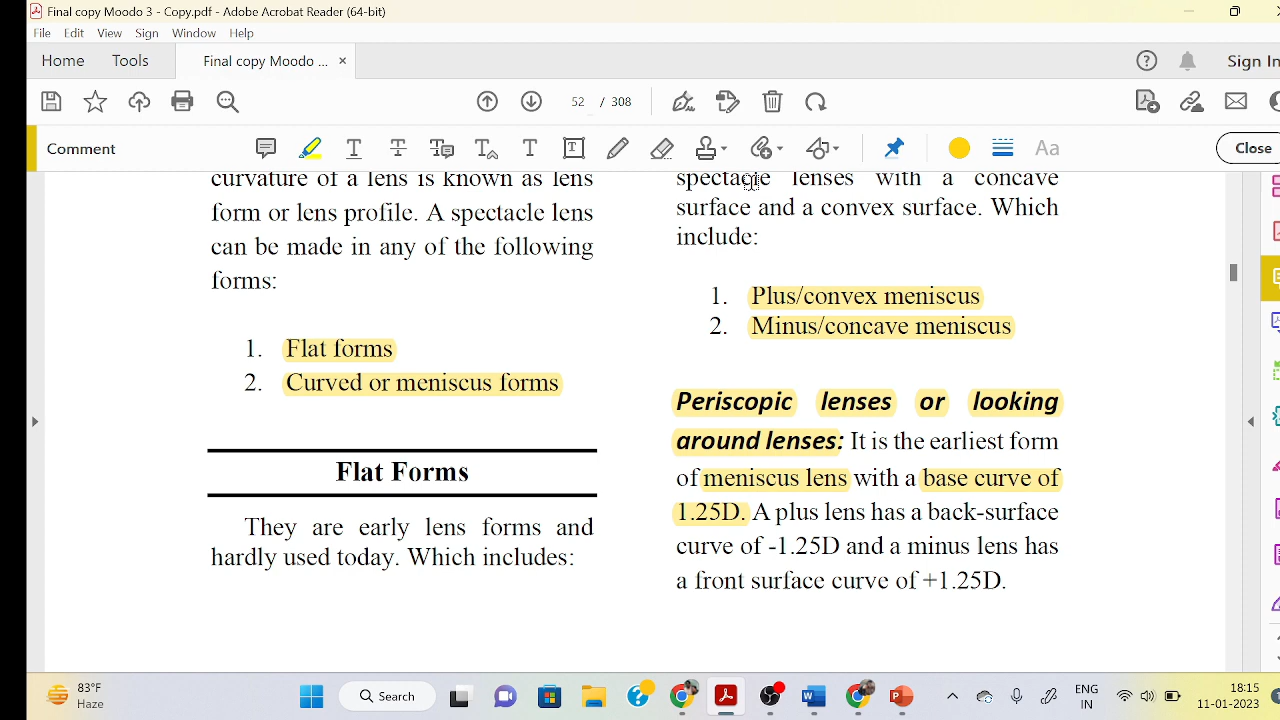 Final copy Moodo 3 - Copy.pdf - Adobe Acrobat Reader (64-bit)
File Edit View Sign Window Help
Home Tools Final copy Moodo ... × Sign In
52 / 308
Comment Aa Close
curvature of a lens is known as lens
form or lens profile. A spectacle lens
can be made in any of the following
forms:
1. Flat forms
2. Curved or meniscus forms
Flat Forms
They are early lens forms and
hardly used today. Which includes:
spectacle lenses with a concave
surface and a convex surface. Which
include:
1. Plus/convex meniscus
2. Minus/concave meniscus
Periscopic lenses or looking
around lenses: It is the earliest form
of meniscus lens with a base curve of
1.25D. A plus lens has a back-surface
curve of -1.25D and a minus lens has
a front surface curve of +1.25D.
83°F
Haze
Search
ENG
IN
18:15
11-01-2023